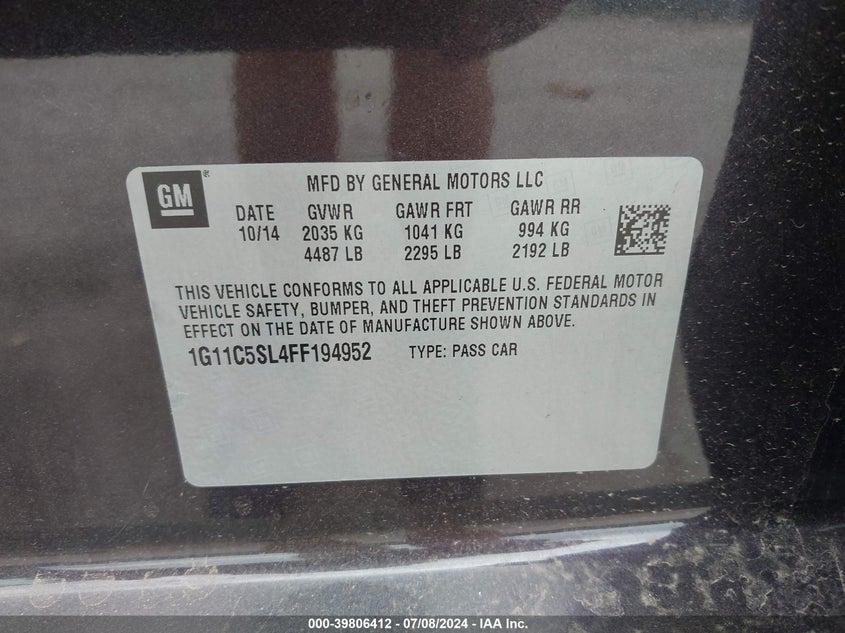 GM ®
MFD BY GENERAL MOTORS LLC
DATE GVWR GAWR FRT GAWR RR
10/14 2035 KG 1041 KG 994 KG
4487 LB 2295 LB 2192 LB
THIS VEHICLE CONFORMS TO ALL APPLICABLE U.S. FEDERAL MOTOR
VEHICLE SAFETY, BUMPER, AND THEFT PREVENTION STANDARDS IN
EFFECT ON THE DATE OF MANUFACTURE SHOWN ABOVE.
1G11C5SL4FF194952 TYPE: PASS CAR
000-39806412 - 07/08/2024 - IAA Inc.